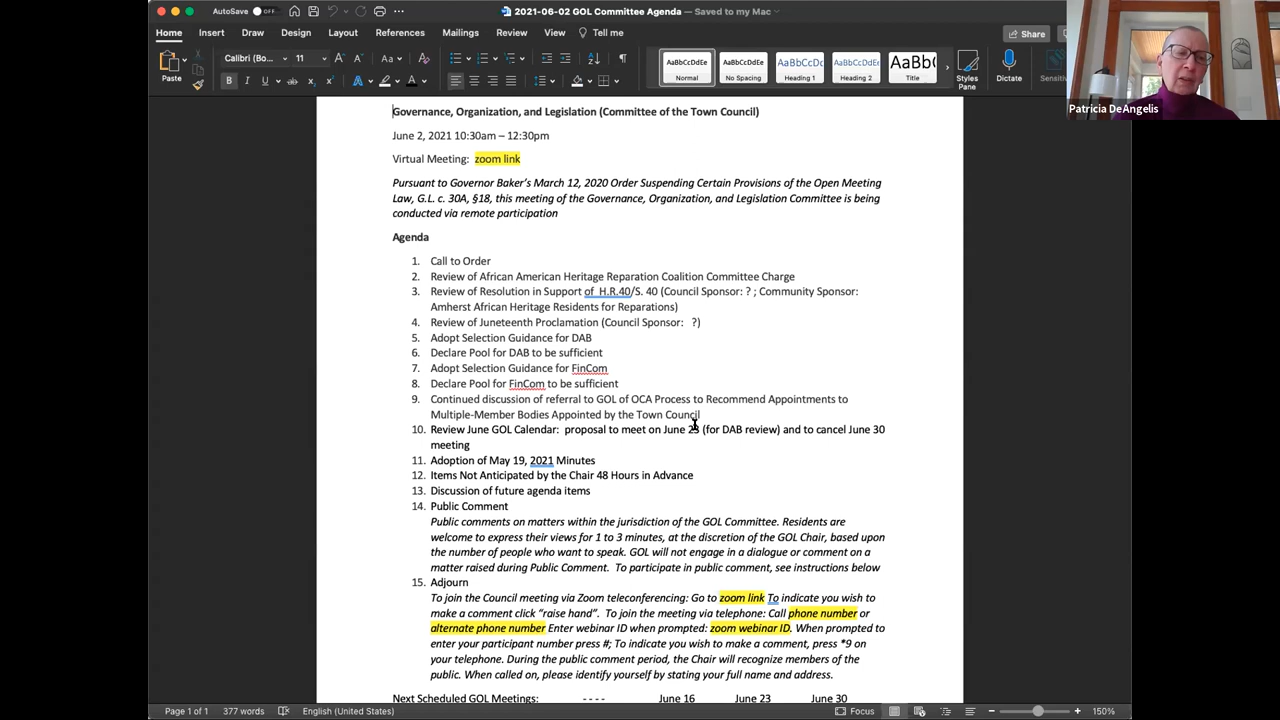 AutoSave OFF
2021-06-02 GOL Committee Agenda — Saved to my Mac
Home Insert Draw Design Layout References Mailings Review View Tell me
Share
Paste
Calibri (Bo... 11
AaBbCcDdEe AaBbCcDdEe AaBbCcDc AaBbCcDdEe AaBb(
Normal No Spacing Heading 1 Heading 2 Title
Styles Pane
Dictate
Sensitiv
Patricia DeAngelis
Governance, Organization, and Legislation (Committee of the Town Council)
June 2, 2021 10:30am – 12:30pm
Virtual Meeting: zoom link
Pursuant to Governor Baker's March 12, 2020 Order Suspending Certain Provisions of the Open Meeting
Law, G.L. c. 30A, §18, this meeting of the Governance, Organization, and Legislation Committee is being
conducted via remote participation
Agenda
1. Call to Order
2. Review of African American Heritage Reparation Coalition Committee Charge
3. Review of Resolution in Support of H.R.40/S. 40 (Council Sponsor: ? ; Community Sponsor:
Amherst African Heritage Residents for Reparations)
4. Review of Juneteenth Proclamation (Council Sponsor: ?)
5. Adopt Selection Guidance for DAB
6. Declare Pool for DAB to be sufficient
7. Adopt Selection Guidance for FinCom
8. Declare Pool for FinCom to be sufficient
9. Continued discussion of referral to GOL of OCA Process to Recommend Appointments to
Multiple-Member Bodies Appointed by the Town Council
10. Review June GOL Calendar: proposal to meet on June 23 (for DAB review) and to cancel June 30
meeting
11. Adoption of May 19, 2021 Minutes
12. Items Not Anticipated by the Chair 48 Hours in Advance
13. Discussion of future agenda items
14. Public Comment
Public comments on matters within the jurisdiction of the GOL Committee. Residents are
welcome to express their views for 1 to 3 minutes, at the discretion of the GOL Chair, based upon
the number of people who want to speak. GOL will not engage in a dialogue or comment on a
matter raised during Public Comment. To participate in public comment, see instructions below
15. Adjourn
To join the Council meeting via Zoom teleconferencing: Go to zoom link To indicate you wish to
make a comment click “raise hand”. To join the meeting via telephone: Call phone number or
alternate phone number Enter webinar ID when prompted: zoom webinar ID. When prompted to
enter your participant number press #; To indicate you wish to make a comment, press *9 on
your telephone. During the public comment period, the Chair will recognize members of the
public. When called on, please identify yourself by stating your full name and address.
Next Scheduled GOL Meetings: - - - - June 16 June 23 June 30
Page 1 of 1 377 words English (United States) Focus 150%